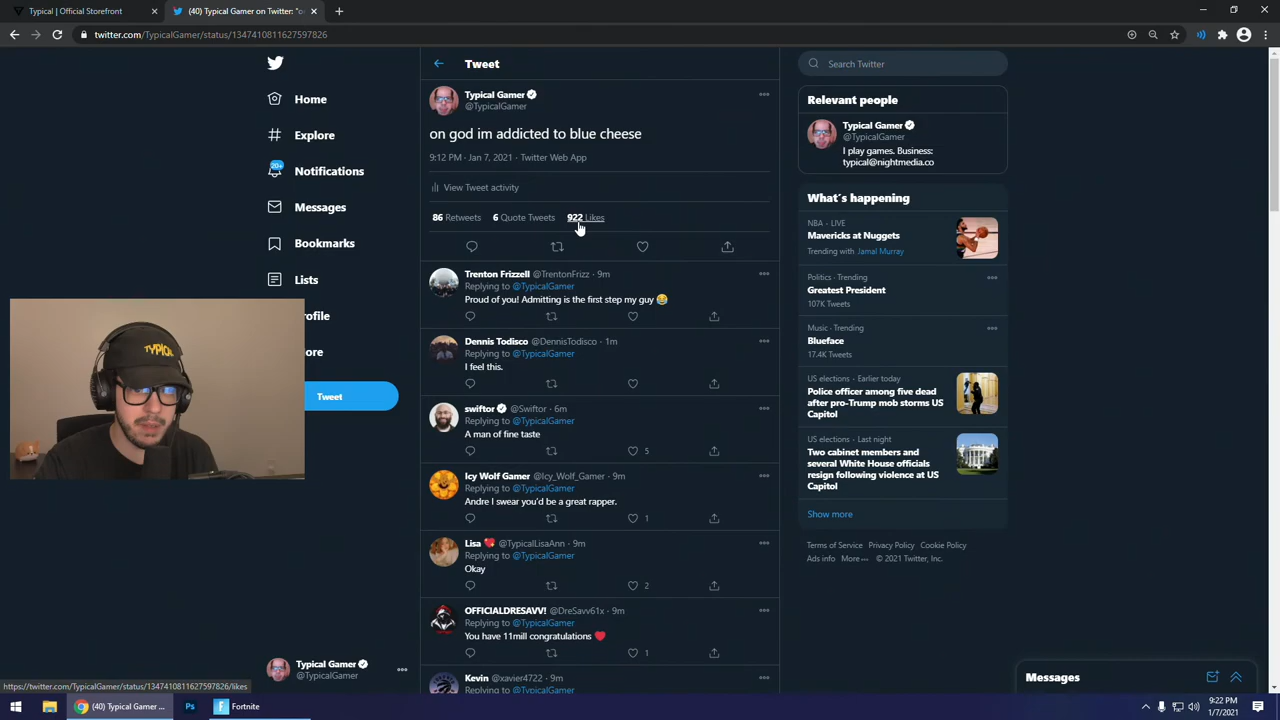 Typical | Official Storefront
(40) Typical Gamer on Twitter: "o
twitter.com/TypicalGamer/status/1347410811627597826
Home
Explore
20+
Notifications
Messages
Bookmarks
Lists
rofile
ore
Tweet
TYPICAL
Typical Gamer
@TypicalGamer
Tweet
Typical Gamer
@TypicalGamer
on god im addicted to blue cheese
9:12 PM · Jan 7, 2021 · Twitter Web App
View Tweet activity
86 Retweets 6 Quote Tweets 922 Likes
Trenton Frizzell @TrentonFrizz · 9m
Replying to @TypicalGamer
Proud of you! Admitting is the first step my guy 😂
Dennis Todisco @DennisTodisco · 1m
Replying to @TypicalGamer
I feel this.
swiftor @Swiftor · 6m
Replying to @TypicalGamer
A man of fine taste
5
Icy Wolf Gamer @Icy_Wolf_Gamer · 9m
Replying to @TypicalGamer
Andre I swear you'd be a great rapper.
1
Lisa 💘 @TypicalLisaAnn · 9m
Replying to @TypicalGamer
Okay
2
OFFICIALDRESAVV! @DreSavv61x · 9m
Replying to @TypicalGamer
You have 11mill congratulations ❤️
1
Kevin @xavier4722 · 9m
Replying to @TypicalGamer
Search Twitter
Relevant people
Typical Gamer
@TypicalGamer
I play games. Business:
typical@nightmedia.co
What's happening
NBA · LIVE
Mavericks at Nuggets
Trending with Jamal Murray
Politics · Trending
Greatest President
107K Tweets
Music · Trending
Blueface
17.4K Tweets
US elections · Earlier today
Police officer among five dead
after pro-Trump mob storms US
Capitol
US elections · Last night
Two cabinet members and
several White House officials
resign following violence at US
Capitol
Show more
Terms of Service Privacy Policy Cookie Policy
Ads info More ··· © 2021 Twitter, Inc.
Messages
https://twitter.com/TypicalGamer/status/1347410811627597826/likes
(40) Typical Gamer ...
Ps
Fortnite
9:22 PM
1/7/2021